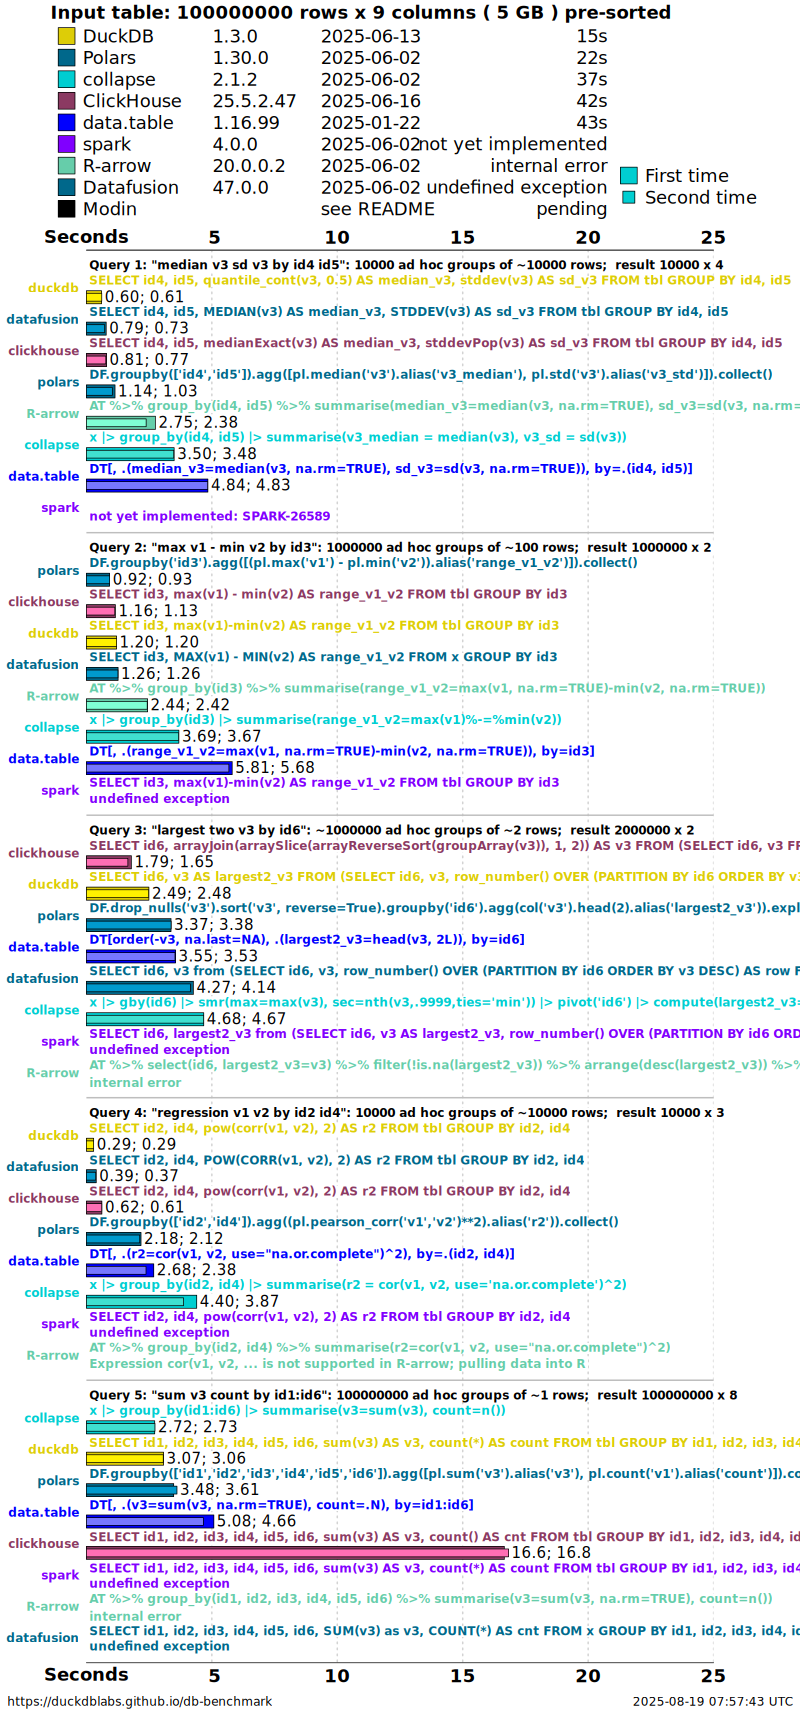 Input table: 100000000 rows x 9 columns ( 5 GB ) pre-sorted
DuckDB 1.3.0 2025-06-13 15s
Polars 1.30.0 2025-06-02 22s
collapse 2.1.2 2025-06-02 37s
ClickHouse 25.5.2.47 2025-06-16 42s
data.table 1.16.99 2025-01-22 43s
spark 4.0.0 2025-06-02 not yet implemented
R-arrow 20.0.0.2 2025-06-02 internal error
Datafusion 47.0.0 2025-06-02 undefined exception
Modin see README pending
First time
Second time
Seconds 5 10 15 20 25
Query 1: "median v3 sd v3 by id4 id5": 10000 ad hoc groups of ~10000 rows; result 10000 x 4
SELECT id4, id5, quantile_cont(v3, 0.5) AS median_v3, stddev(v3) AS sd_v3 FROM tbl GROUP BY id4, id5
duckdb
0.60; 0.61
SELECT id4, id5, MEDIAN(v3) AS median_v3, STDDEV(v3) AS sd_v3 FROM tbl GROUP BY id4, id5
datafusion
0.79; 0.73
SELECT id4, id5, medianExact(v3) AS median_v3, stddevPop(v3) AS sd_v3 FROM tbl GROUP BY id4, id5
clickhouse
0.81; 0.77
DF.groupby(['id4','id5']).agg([pl.median('v3').alias('v3_median'), pl.std('v3').alias('v3_std')]).collect()
polars
1.14; 1.03
AT %>% group_by(id4, id5) %>% summarise(median_v3=median(v3, na.rm=TRUE), sd_v3=sd(v3, na.rm=
R-arrow
2.75; 2.38
x |> group_by(id4, id5) |> summarise(v3_median = median(v3), v3_sd = sd(v3))
collapse
3.50; 3.48
DT[, .(median_v3=median(v3, na.rm=TRUE), sd_v3=sd(v3, na.rm=TRUE)), by=.(id4, id5)]
data.table
4.84; 4.83
spark
not yet implemented: SPARK-26589
Query 2: "max v1 - min v2 by id3": 1000000 ad hoc groups of ~100 rows; result 1000000 x 2
DF.groupby('id3').agg([(pl.max('v1') - pl.min('v2')).alias('range_v1_v2')]).collect()
polars
0.92; 0.93
SELECT id3, max(v1) - min(v2) AS range_v1_v2 FROM tbl GROUP BY id3
clickhouse
1.16; 1.13
SELECT id3, max(v1)-min(v2) AS range_v1_v2 FROM tbl GROUP BY id3
duckdb
1.20; 1.20
SELECT id3, MAX(v1) - MIN(v2) AS range_v1_v2 FROM x GROUP BY id3
datafusion
1.26; 1.26
AT %>% group_by(id3) %>% summarise(range_v1_v2=max(v1, na.rm=TRUE)-min(v2, na.rm=TRUE))
R-arrow
2.44; 2.42
x |> group_by(id3) |> summarise(range_v1_v2=max(v1)%-=%min(v2))
collapse
3.69; 3.67
DT[, .(range_v1_v2=max(v1, na.rm=TRUE)-min(v2, na.rm=TRUE)), by=id3]
data.table
5.81; 5.68
SELECT id3, max(v1)-min(v2) AS range_v1_v2 FROM tbl GROUP BY id3
spark
undefined exception
Query 3: "largest two v3 by id6": ~1000000 ad hoc groups of ~2 rows; result 2000000 x 2
SELECT id6, arrayJoin(arraySlice(arrayReverseSort(groupArray(v3)), 1, 2)) AS v3 FROM (SELECT id6, v3 FR
clickhouse
1.79; 1.65
SELECT id6, v3 AS largest2_v3 FROM (SELECT id6, v3, row_number() OVER (PARTITION BY id6 ORDER BY v3
duckdb
2.49; 2.48
DF.drop_nulls('v3').sort('v3', reverse=True).groupby('id6').agg(col('v3').head(2).alias('largest2_v3')).expl
polars
3.37; 3.38
DT[order(-v3, na.last=NA), .(largest2_v3=head(v3, 2L)), by=id6]
data.table
3.55; 3.53
SELECT id6, v3 from (SELECT id6, v3, row_number() OVER (PARTITION BY id6 ORDER BY v3 DESC) AS row F
datafusion
4.27; 4.14
x |> gby(id6) |> smr(max=max(v3), sec=nth(v3,.9999,ties='min')) |> pivot('id6') |> compute(largest2_v3=
collapse
4.68; 4.67
SELECT id6, largest2_v3 from (SELECT id6, v3 AS largest2_v3, row_number() OVER (PARTITION BY id6 ORD
spark
undefined exception
AT %>% select(id6, largest2_v3=v3) %>% filter(!is.na(largest2_v3)) %>% arrange(desc(largest2_v3)) %>%
R-arrow
internal error
Query 4: "regression v1 v2 by id2 id4": 10000 ad hoc groups of ~10000 rows; result 10000 x 3
SELECT id2, id4, pow(corr(v1, v2), 2) AS r2 FROM tbl GROUP BY id2, id4
duckdb
0.29; 0.29
SELECT id2, id4, POW(CORR(v1, v2), 2) AS r2 FROM tbl GROUP BY id2, id4
datafusion
0.39; 0.37
SELECT id2, id4, pow(corr(v1, v2), 2) AS r2 FROM tbl GROUP BY id2, id4
clickhouse
0.62; 0.61
DF.groupby(['id2','id4']).agg((pl.pearson_corr('v1','v2')**2).alias('r2')).collect()
polars
2.18; 2.12
DT[, .(r2=cor(v1, v2, use="na.or.complete")^2), by=.(id2, id4)]
data.table
2.68; 2.38
x |> group_by(id2, id4) |> summarise(r2 = cor(v1, v2, use='na.or.complete')^2)
collapse
4.40; 3.87
SELECT id2, id4, pow(corr(v1, v2), 2) AS r2 FROM tbl GROUP BY id2, id4
spark
undefined exception
AT %>% group_by(id2, id4) %>% summarise(r2=cor(v1, v2, use="na.or.complete")^2)
R-arrow
Expression cor(v1, v2, ... is not supported in R-arrow; pulling data into R
Query 5: "sum v3 count by id1:id6": 100000000 ad hoc groups of ~1 rows; result 100000000 x 8
x |> group_by(id1:id6) |> summarise(v3=sum(v3), count=n())
collapse
2.72; 2.73
SELECT id1, id2, id3, id4, id5, id6, sum(v3) AS v3, count(*) AS count FROM tbl GROUP BY id1, id2, id3, id4
duckdb
3.07; 3.06
DF.groupby(['id1','id2','id3','id4','id5','id6']).agg([pl.sum('v3').alias('v3'), pl.count('v1').alias('count')]).co
polars
3.48; 3.61
DT[, .(v3=sum(v3, na.rm=TRUE), count=.N), by=id1:id6]
data.table
5.08; 4.66
SELECT id1, id2, id3, id4, id5, id6, sum(v3) AS v3, count() AS cnt FROM tbl GROUP BY id1, id2, id3, id4, id
clickhouse
16.6; 16.8
SELECT id1, id2, id3, id4, id5, id6, sum(v3) AS v3, count(*) AS count FROM tbl GROUP BY id1, id2, id3, id4
spark
undefined exception
AT %>% group_by(id1, id2, id3, id4, id5, id6) %>% summarise(v3=sum(v3, na.rm=TRUE), count=n())
R-arrow
internal error
SELECT id1, id2, id3, id4, id5, id6, SUM(v3) as v3, COUNT(*) AS cnt FROM x GROUP BY id1, id2, id3, id4, id
datafusion
undefined exception
Seconds 5 10 15 20 25
https://duckdblabs.github.io/db-benchmark 2025-08-19 07:57:43 UTC